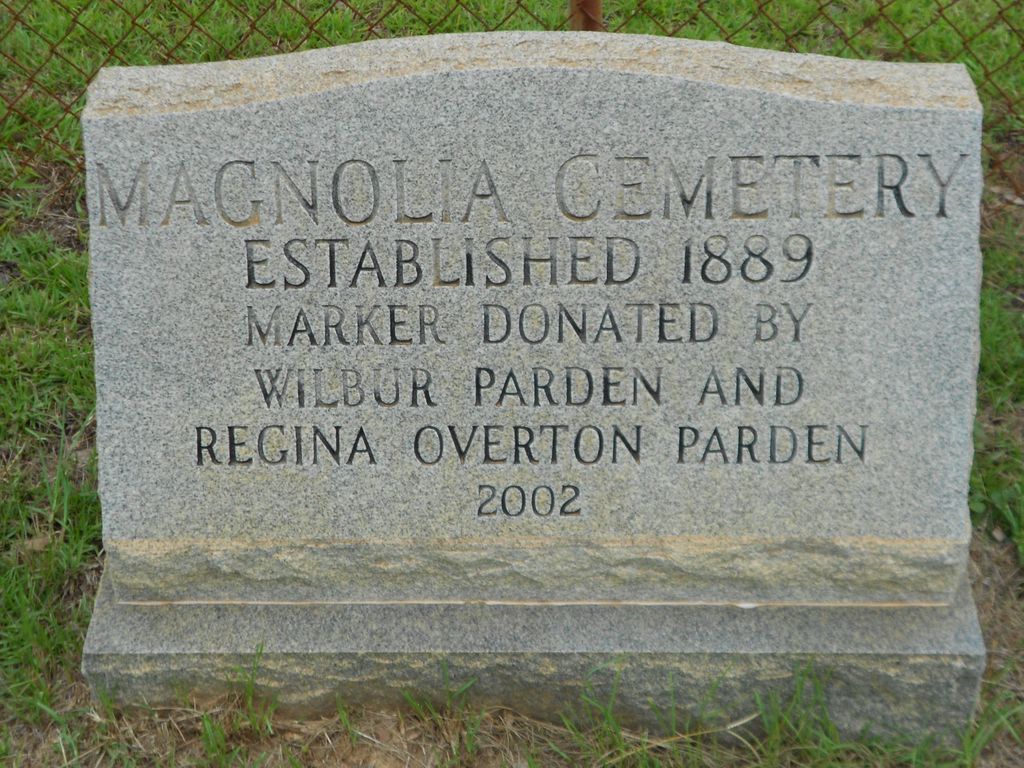 MAGNOLIA CEMETERY
ESTABLISHED 1889
MARKER DONATED BY
WILBUR PARDEN AND
REGINA OVERTON PARDEN
2002